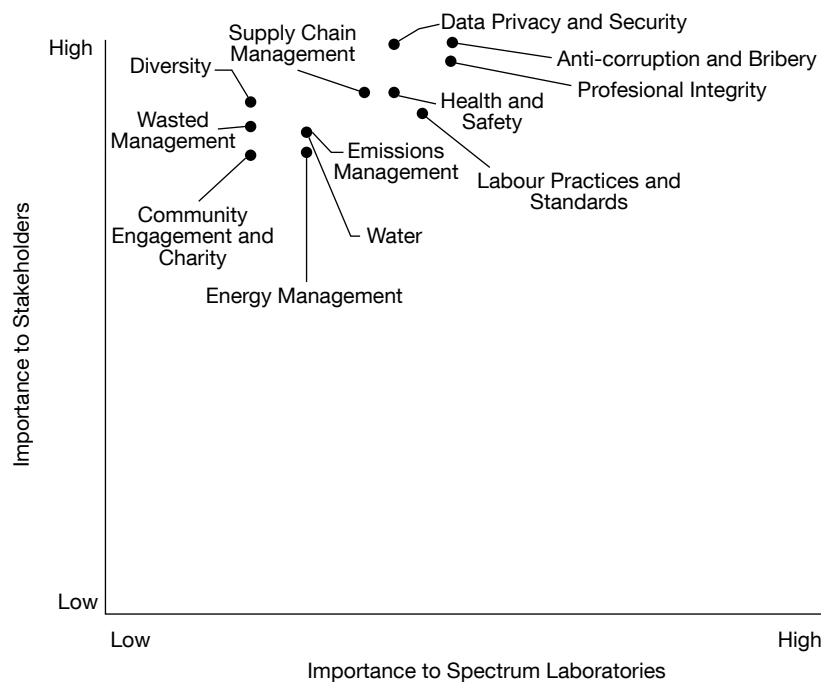 High
Data Privacy and Security
Supply Chain
Management
Anti-corruption and Bribery
Diversity
Profesional Integrity
Health and
Safety
Wasted
Management
Emissions
Management
Labour Practices and
Standards
Community
Engagement and
Charity
Water
Energy Management
Importance to Stakeholders
Low
Low
High
Importance to Spectrum Laboratories